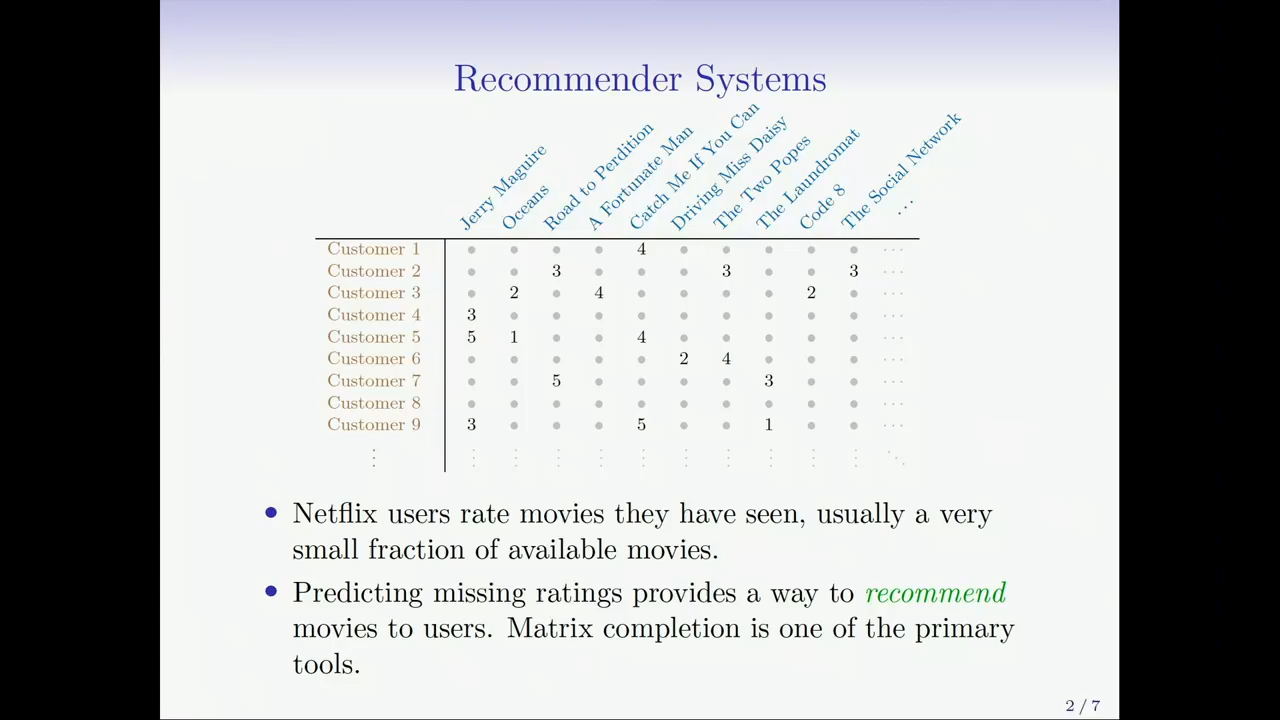 Recommender Systems
Jerry Maguire
Oceans
Road to Perdition
A Fortunate Man
Catch Me If You Can
Driving Miss Daisy
The Two Popes
The Laundromat
Code 8
The Social Network
⋯
Customer 1 • • • • 4 • • • • • ⋯
Customer 2 • • 3 • • • 3 • • 3 ⋯
Customer 3 • 2 • 4 • • • • 2 • ⋯
Customer 4 3 • • • • • • • • • ⋯
Customer 5 5 1 • • 4 • • • • • ⋯
Customer 6 • • • • • 2 4 • • • ⋯
Customer 7 • • 5 • • • • 3 • • ⋯
Customer 8 • • • • • • • • • • ⋯
Customer 9 3 • • • 5 • • 1 • • ⋯
⋮ ⋮ ⋮ ⋮ ⋮ ⋮ ⋮ ⋮ ⋮ ⋮ ⋮ ⋱
• Netflix users rate movies they have seen, usually a very
small fraction of available movies.
• Predicting missing ratings provides a way to recommend
movies to users. Matrix completion is one of the primary
tools.
2 / 7